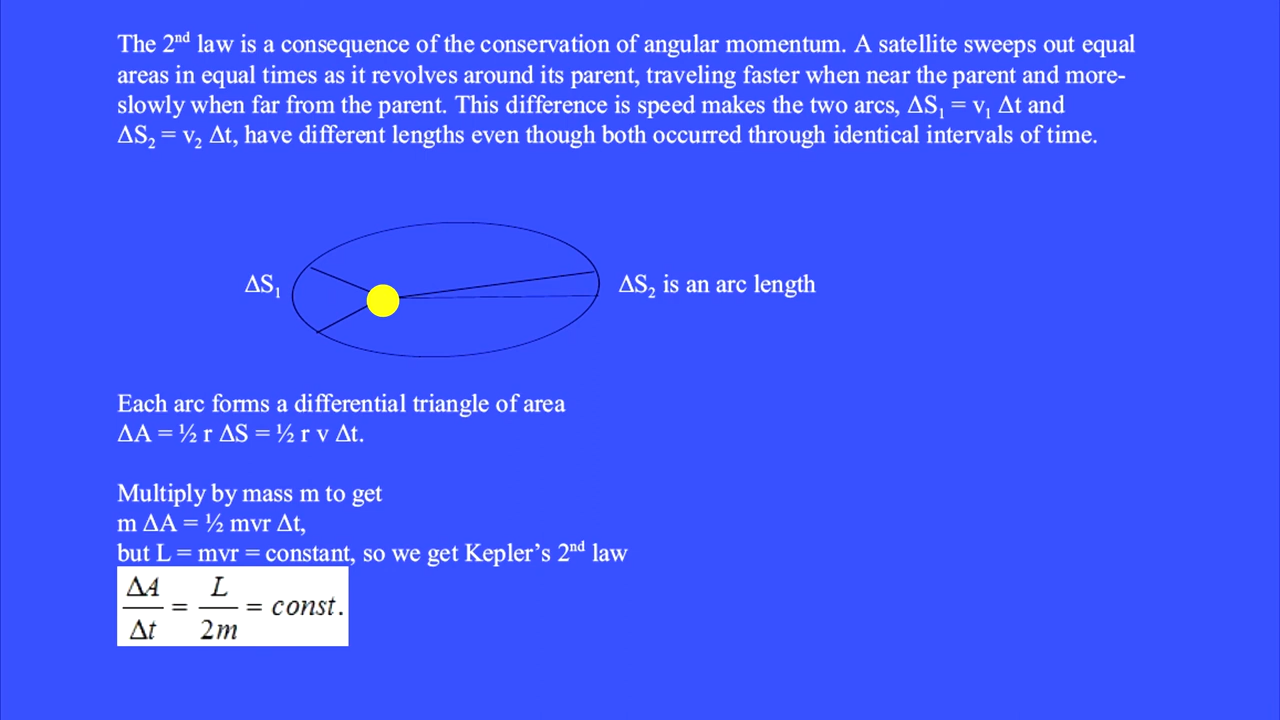 The 2nd law is a consequence of the conservation of angular momentum. A satellite sweeps out equal
areas in equal times as it revolves around its parent, traveling faster when near the parent and more-
slowly when far from the parent. This difference is speed makes the two arcs, ΔS₁ = v₁ Δt and
ΔS₂ = v₂ Δt, have different lengths even though both occurred through identical intervals of time.
ΔS₁
ΔS₂ is an arc length
Each arc forms a differential triangle of area
ΔA = ½ r ΔS = ½ r v Δt.
Multiply by mass m to get
m ΔA = ½ mvr Δt,
but L = mvr = constant, so we get Kepler’s 2nd law
ΔA/Δt = L/2m = const.